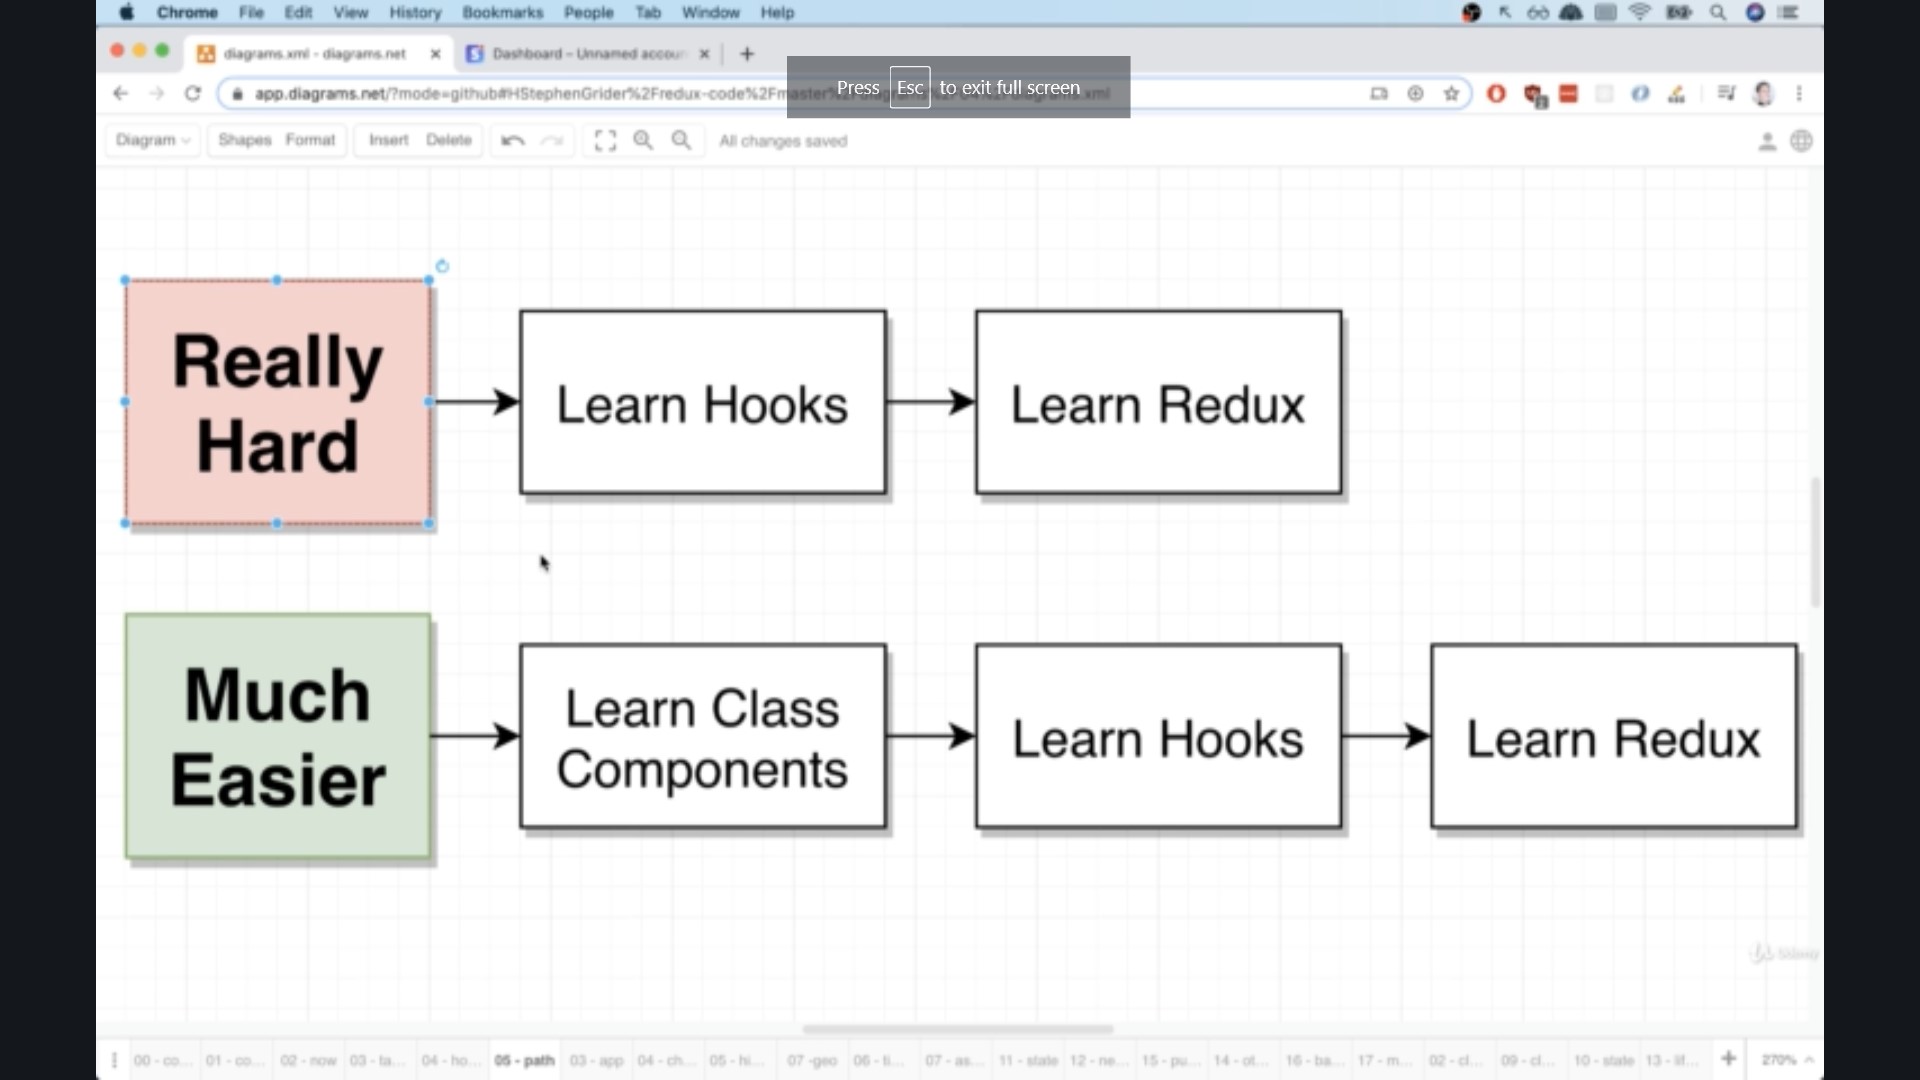 Chrome File Edit View History Bookmarks People Tab Window Help
diagrams.xml - diagrams.net
Dashboard – Unnamed accou
Press Esc to exit full screen
app.diagrams.net/?mode=github#HStephenGrider%2Fredux-code%2Fmaster%2Fdiagrams%2F
Diagram Shapes Format Insert Delete All changes saved
Really
Hard
Learn Hooks
Learn Redux
Much
Easier
Learn Class
Components
Learn Hooks
Learn Redux
Udemy
00 - co... 01 - co... 02 - now 03 - ta... 04 - ho... 05 - path 03 - app 04 - ch... 05 - hi... 07 -geo 06 - ti... 07 - as... 11 - state 12 - ne... 15 - pu... 14 - ot... 16 - ba... 17 - m... 02 - cl... 09 - cl... 10 - state 13 - lif... 270%